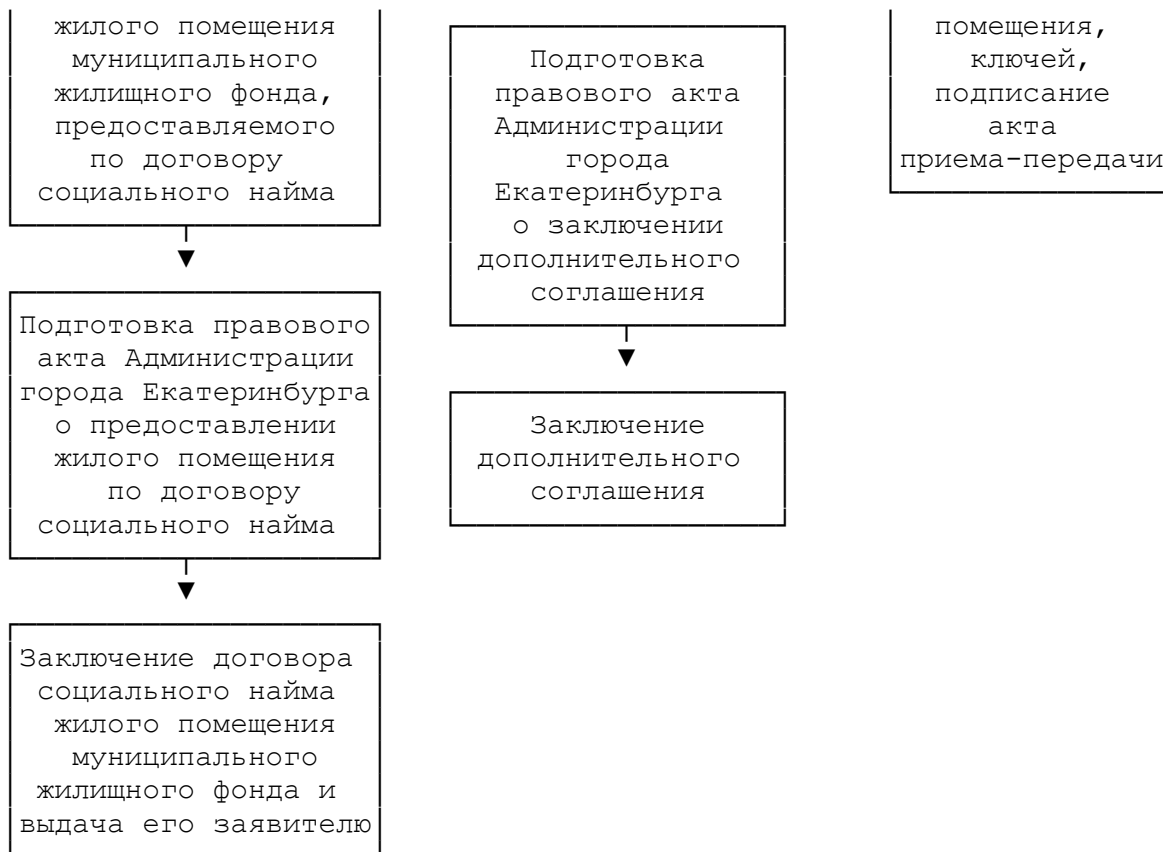 жилого помещения
муниципального
жилищного фонда,
предоставляемого
по договору
социального найма
Подготовка правового
акта Администрации
города Екатеринбурга
о предоставлении
жилого помещения
по договору
социального найма
Заключение договора
социального найма
жилого помещения
муниципального
жилищного фонда и
выдача его заявителю
Подготовка
правового акта
Администрации
города
Екатеринбурга
о заключении
дополнительного
соглашения
Заключение
дополнительного
соглашения
помещения,
ключей,
подписание
акта
приема-передачи